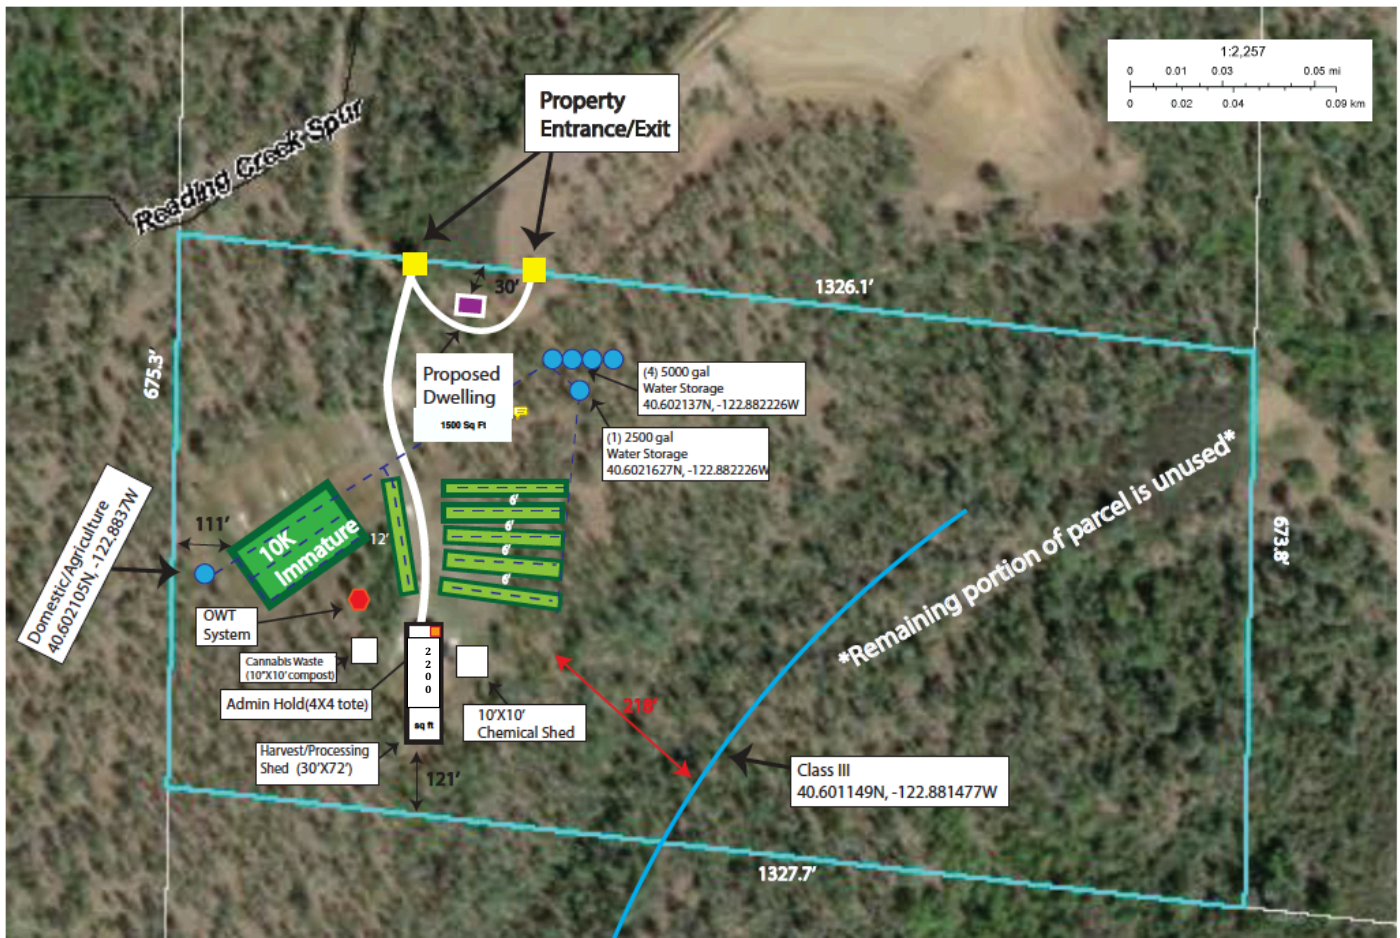 1:2,257
0 0.01 0.03 0.05 mi
0 0.02 0.04 0.09 km
Property
Entrance/Exit
Reading Creek Spur
30'
1326.1'
675.3'
Proposed
Dwelling
1500 Sq Ft
(4) 5000 gal
Water Storage
40.602137N, -122.882226W
(1) 2500 gal
Water Storage
40.6021627N, -122.882226W
*Remaining portion of parcel is unused*
Domestic/Agriculture
40.602105N, -122.8837W
111'
10K
Immature
12'
6'
6'
6'
6'
673.8'
OWT
System
Cannabis Waste
(10"X10' compost)
Admin Hold(4X4 tote)
2
2
0
0
sq ft
10'X10'
Chemical Shed
218'
Harvest/Processing
Shed (30'X72')
121'
Class III
40.601149N, -122.881477W
1327.7'